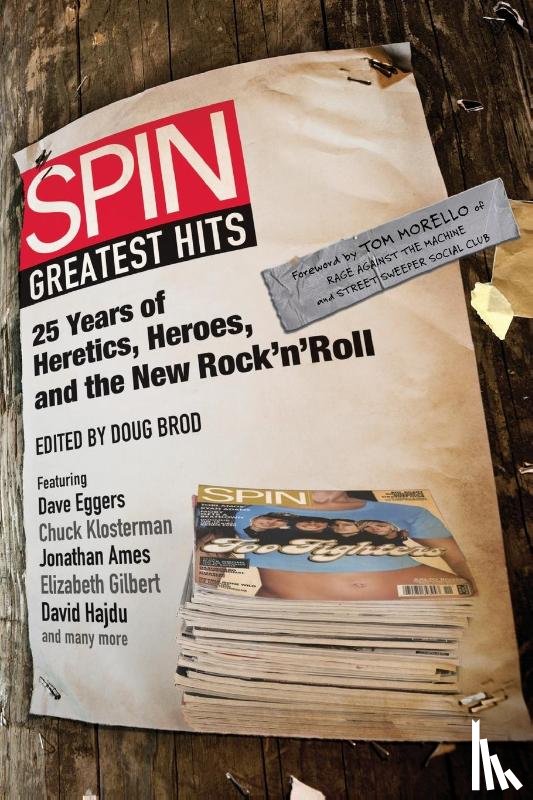 SPIN
GREATEST HITS
Foreword by TOM MORELLO of
RAGE AGAINST THE MACHINE
and STREET SWEEPER SOCIAL CLUB
25 Years of
Heretics, Heroes,
and the New Rock'n'Roll
EDITED BY DOUG BROD
Featuring
Dave Eggers
Chuck Klosterman
Jonathan Ames
Elizabeth Gilbert
David Hajdu
and many more
SPIN
Foo Fighters